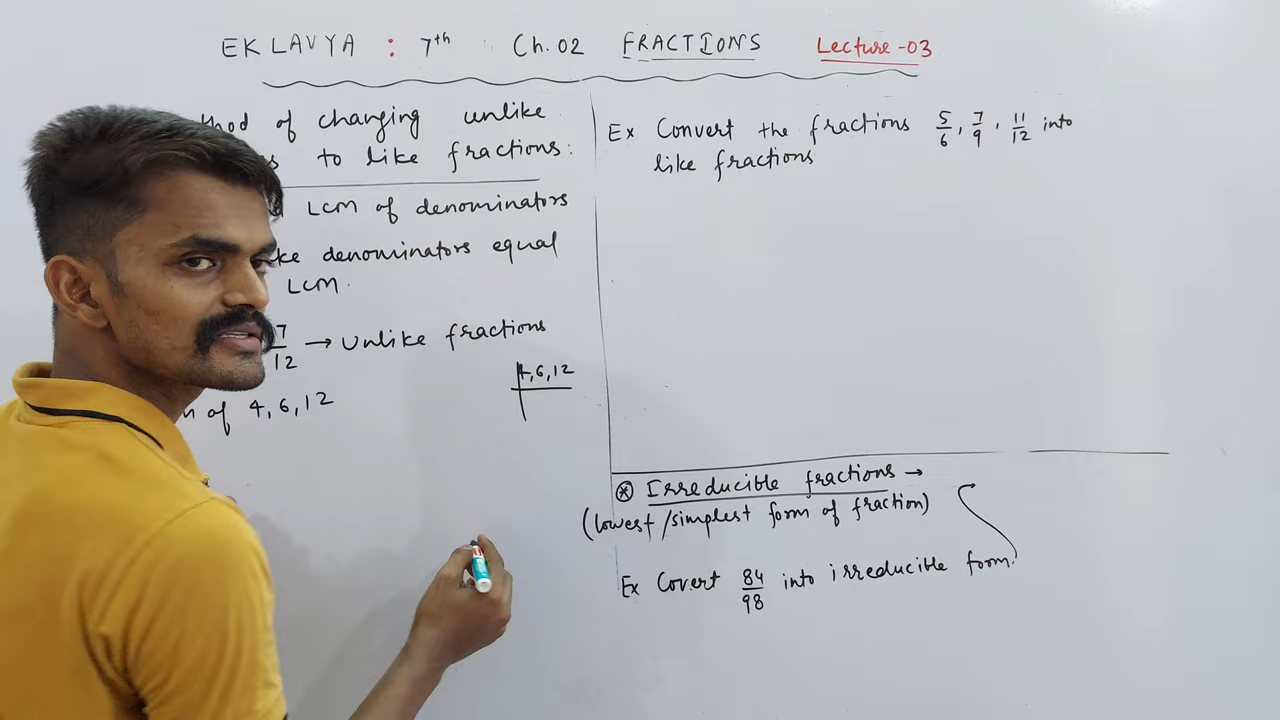 EKLAVYA : 7th Ch. 02 FRACTIONS Lecture-03
of changing unlike
to like fractions:
LCM of denominators
denominators equal
LCM.
7/12 → Unlike fractions
4,6,12
of 4,6,12
Ex Convert the fractions 5/6, 7/9, 11/12 into
like fractions
⊛ Irreducible fractions →
(lowest/simplest form of fraction)
Ex Covert 84/98 into irreducible form.